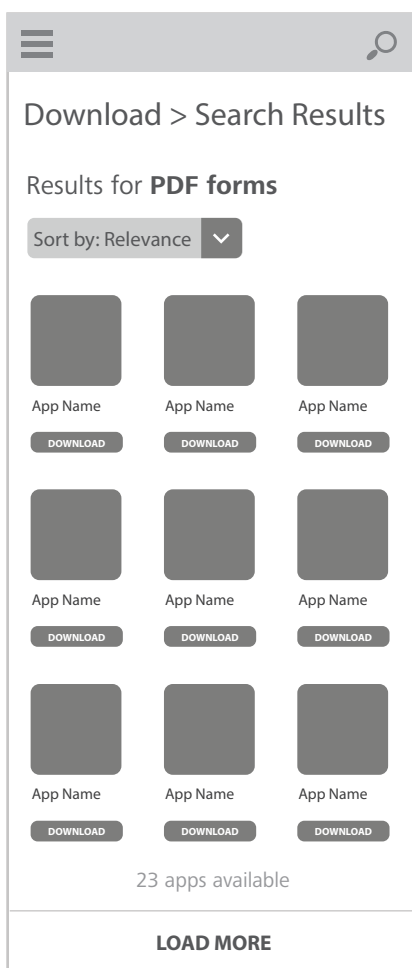 Download > Search Results
Results for PDF forms
Sort by: Relevance
App Name App Name App Name
DOWNLOAD DOWNLOAD DOWNLOAD
App Name App Name App Name
DOWNLOAD DOWNLOAD DOWNLOAD
App Name App Name App Name
DOWNLOAD DOWNLOAD DOWNLOAD
23 apps available
LOAD MORE